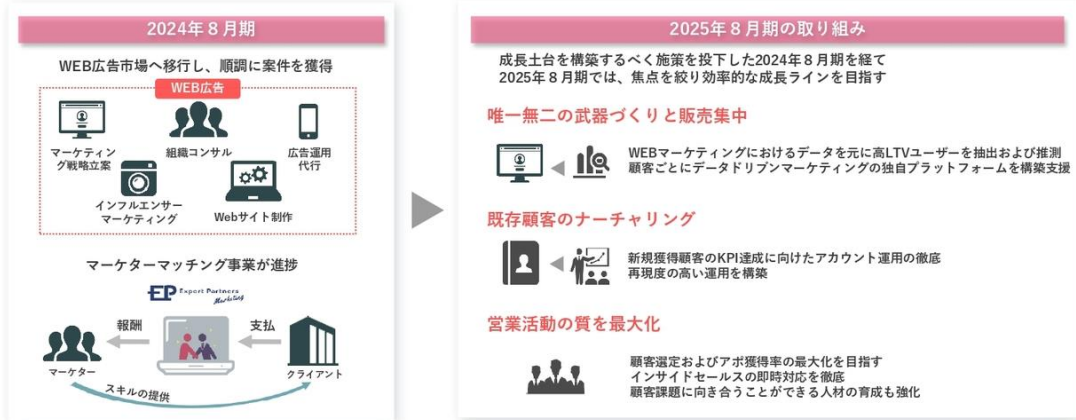 2024年8月期
WEB広告市場へ移行し、順調に案件を獲得
WEB広告
マーケティン
グ戦略立案
組織コンサル
広告運用
代行
インフルエンサー
マーケティング
Webサイト制作
マーケターマッチング事業が進捗
EP Expert Partners
Marketing
報酬
支払
マーケター
クライアント
スキルの提供
2025年8月期の取り組み
成長土台を構築するべく施策を投下した2024年8月期を経て
2025年8月期では、焦点を絞り効率的な成長ラインを目指す
唯一無二の武器づくりと販売集中
WEBマーケティングにおけるデータを元に高LTVユーザーを抽出および推測
顧客ごとにデータドリブンマーケティングの独自プラットフォームを構築支援
既存顧客のナーチャリング
新規獲得顧客のKPI達成に向けたアカウント運用の徹底
再現度の高い運用を構築
営業活動の質を最大化
顧客選定およびアポ獲得率の最大化を目指す
インサイドセールスの即時対応を徹底
顧客課題に向き合うことができる人材の育成も強化